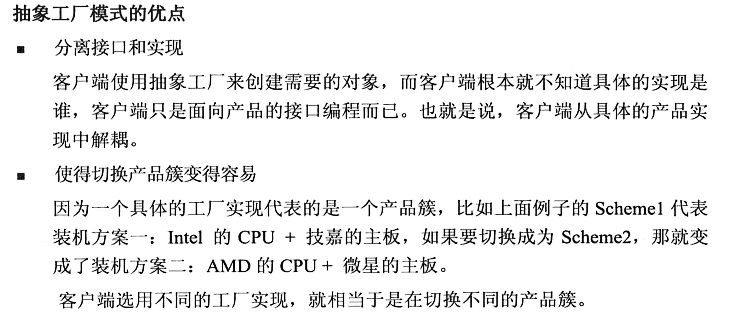 抽象工厂模式的优点
■ 分离接口和实现
客户端使用抽象工厂来创建需要的对象，而客户端根本就不知道具体的实现是
谁，客户端只是面向产品的接口编程而已。也就是说，客户端从具体的产品实
现中解耦。
■ 使得切换产品簇变得容易
因为一个具体的工厂实现代表的是一个产品簇，比如上面例子的 Scheme1 代表
装机方案一：Intel 的 CPU + 技嘉的主板，如果要切换成为 Scheme2，那就变
成了装机方案二：AMD 的 CPU + 微星的主板。
客户端选用不同的工厂实现，就相当于是在切换不同的产品簇。